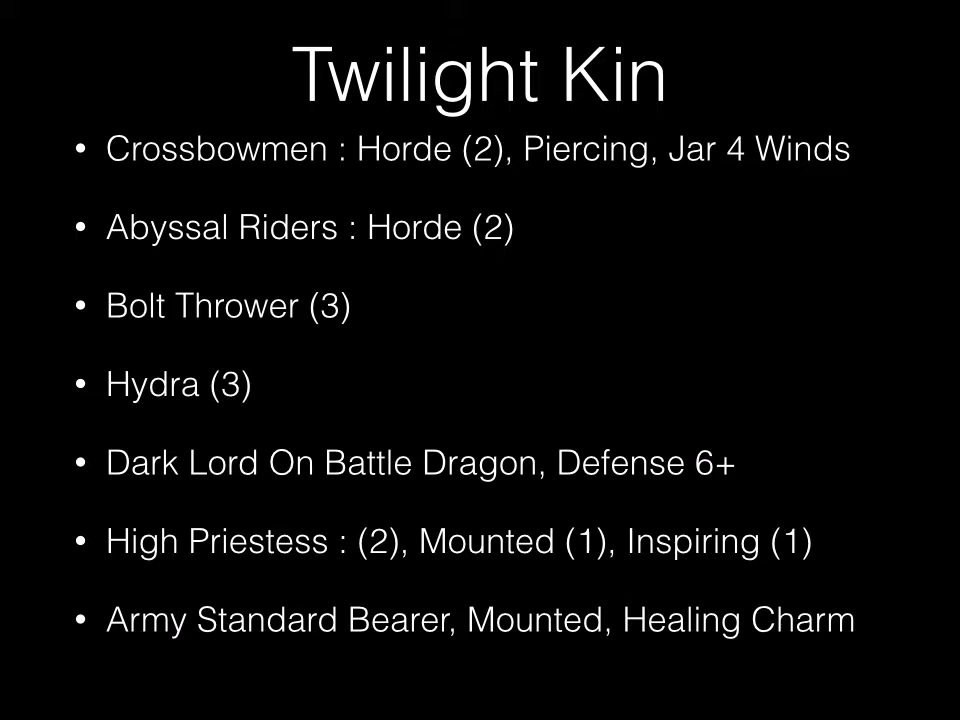 Twilight Kin
• Crossbowmen : Horde (2), Piercing, Jar 4 Winds
• Abyssal Riders : Horde (2)
• Bolt Thrower (3)
• Hydra (3)
• Dark Lord On Battle Dragon, Defense 6+
• High Priestess : (2), Mounted (1), Inspiring (1)
• Army Standard Bearer, Mounted, Healing Charm